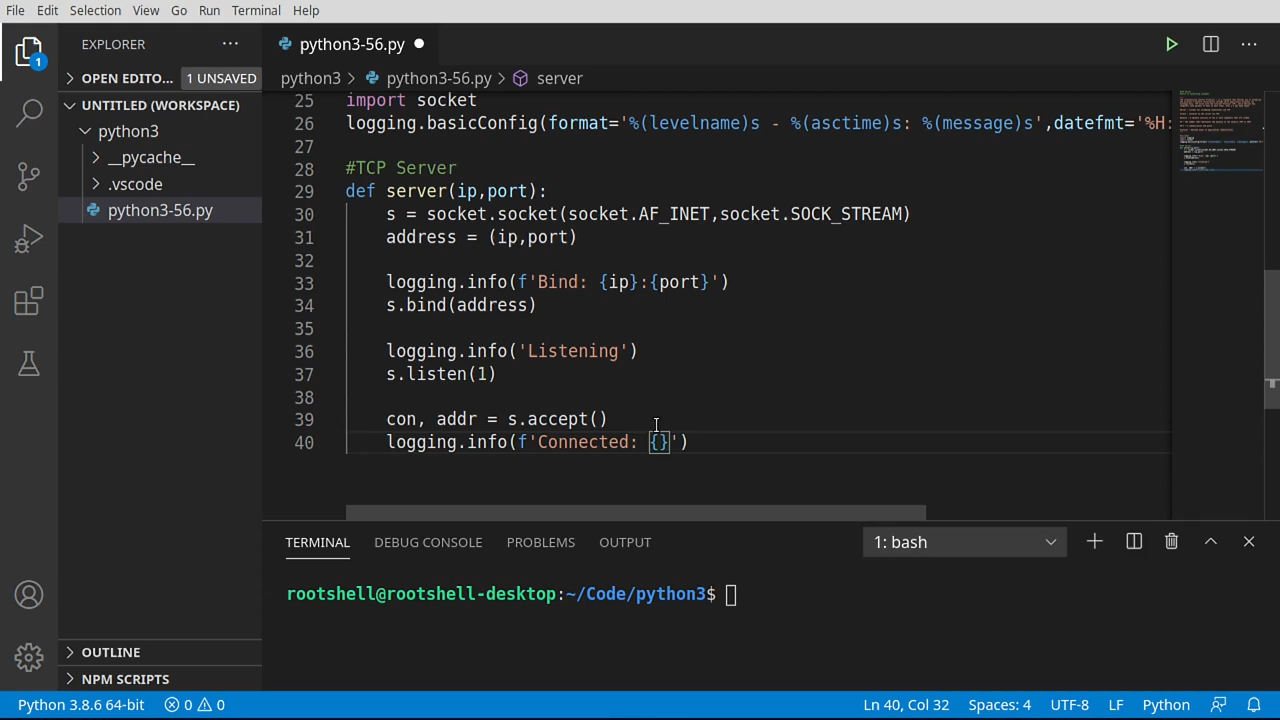 File Edit Selection View Go Run Terminal Help
EXPLORER ···
python3-56.py ●
OPEN EDITO... 1 UNSAVED
python3 > python3-56.py > server
UNTITLED (WORKSPACE)
python3
__pycache__
.vscode
python3-56.py
1
25 import socket
26 logging.basicConfig(format='%(levelname)s - %(asctime)s: %(message)s',datefmt='%H:
27
28 #TCP Server
29 def server(ip,port):
30 s = socket.socket(socket.AF_INET,socket.SOCK_STREAM)
31 address = (ip,port)
32
33 logging.info(f'Bind: {ip}:{port}')
34 s.bind(address)
35
36 logging.info('Listening')
37 s.listen(1)
38
39 con, addr = s.accept()
40 logging.info(f'Connected: {}')
TERMINAL DEBUG CONSOLE PROBLEMS OUTPUT 1: bash
rootshell@rootshell-desktop:~/Code/python3$
OUTLINE
NPM SCRIPTS
Python 3.8.6 64-bit 0 0 Ln 40, Col 32 Spaces: 4 UTF-8 LF Python